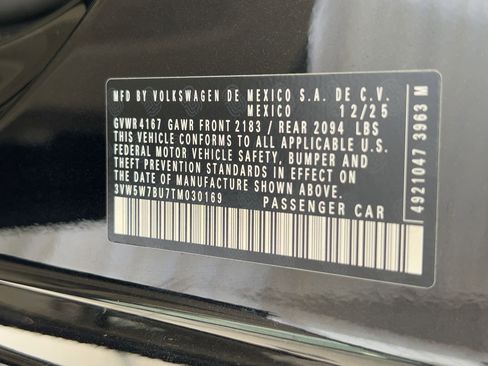 MFD BY VOLKSWAGEN DE MEXICO S.A. DE C.V.
MEXICO 12/25
GVWR 4167 GAWR FRONT 2183 / REAR 2094 LBS
THIS VEHICLE CONFORMS TO ALL APPLICABLE U.S.
FEDERAL MOTOR VEHICLE SAFETY, BUMPER AND
THEFT PREVENTION STANDARDS IN EFFECT ON
THE DATE OF MANUFACTURE SHOWN ABOVE.
3VW5W7BU7TM030169 PASSENGER CAR
4921047 3963 M